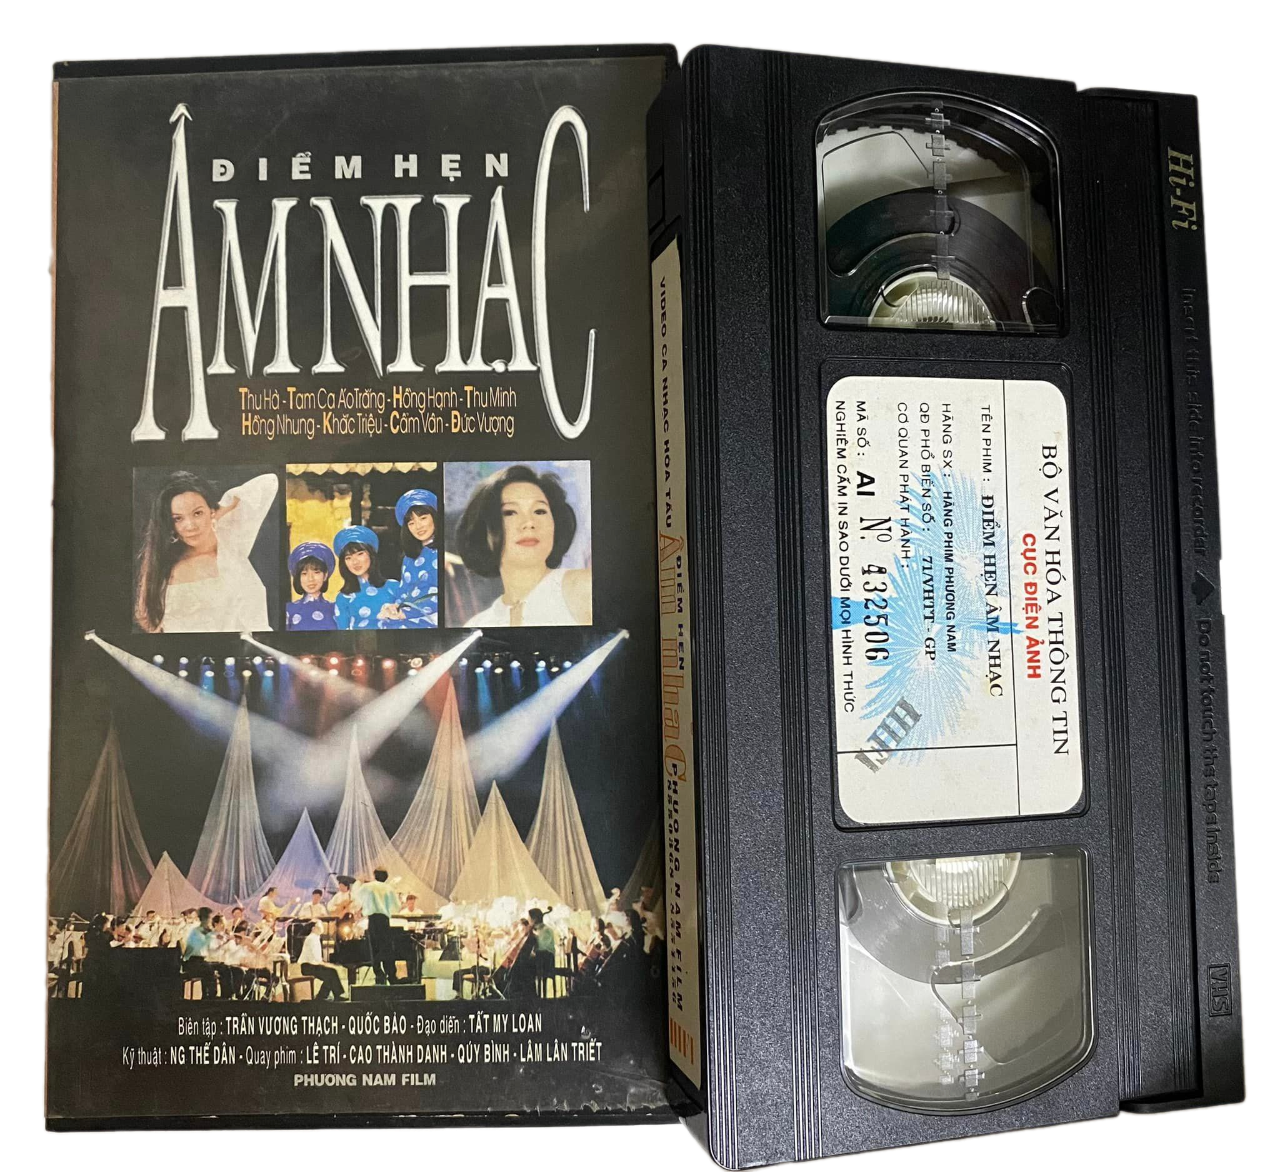 ĐIỂM HẸN
ÂM NHẠC
Thu Hà - Tam Ca Áo Trắng - Hồng Hạnh - Thu Minh
Hồng Nhung - Khắc Triệu - Cẩm Vân - Đức Vượng
Biên tập : TRẦN VƯƠNG THẠCH - QUỐC BẢO - Đạo diễn : TẤT MY LOAN
Kỹ thuật : NG THẾ DÂN - Quay phim : LÊ TRÍ - CAO THÀNH DANH - QÚY BÌNH - LÂM LÂN TRIẾT
PHƯƠNG NAM FILM
VIDEO CA NHẠC HÒA TẤU
ĐIỂM HẸN
Âm nhạc
PHƯƠNG NAM FILM
BỘ VĂN HÓA THÔNG TIN
CỤC ĐIỆN ẢNH
TÊN PHIM : ĐIỂM HẸN ÂM NHẠC
HÃNG SX : HÃNG PHIM PHƯƠNG NAM
QĐ PHỔ BIẾN SỐ : 71/VHTT - GP
CƠ QUAN PHÁT HÀNH :
MÃ SỐ : AI Nº 432506
NGHIÊM CẤM IN SAO DƯỚI MỌI HÌNH THỨC
Hi-Fi
Insert this side into recorder
Do not touch the tape inside
VHS